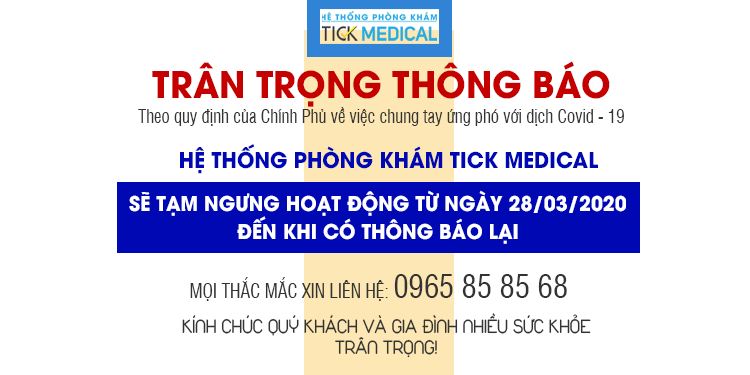 HỆ THỐNG PHÒNG KHÁM
TICK MEDICAL
TRÂN TRỌNG THÔNG BÁO
Theo quy định của Chính Phủ về việc chung tay ứng phó với dịch Covid - 19
HỆ THỐNG PHÒNG KHÁM TICK MEDICAL
SẼ TẠM NGƯNG HOẠT ĐỘNG TỪ NGÀY 28/03/2020
ĐẾN KHI CÓ THÔNG BÁO LẠI
MỌI THẮC MẮC XIN LIÊN HỆ: 0965 85 85 68
KÍNH CHÚC QUÝ KHÁCH VÀ GIA ĐÌNH NHIỀU SỨC KHỎE
TRÂN TRỌNG!